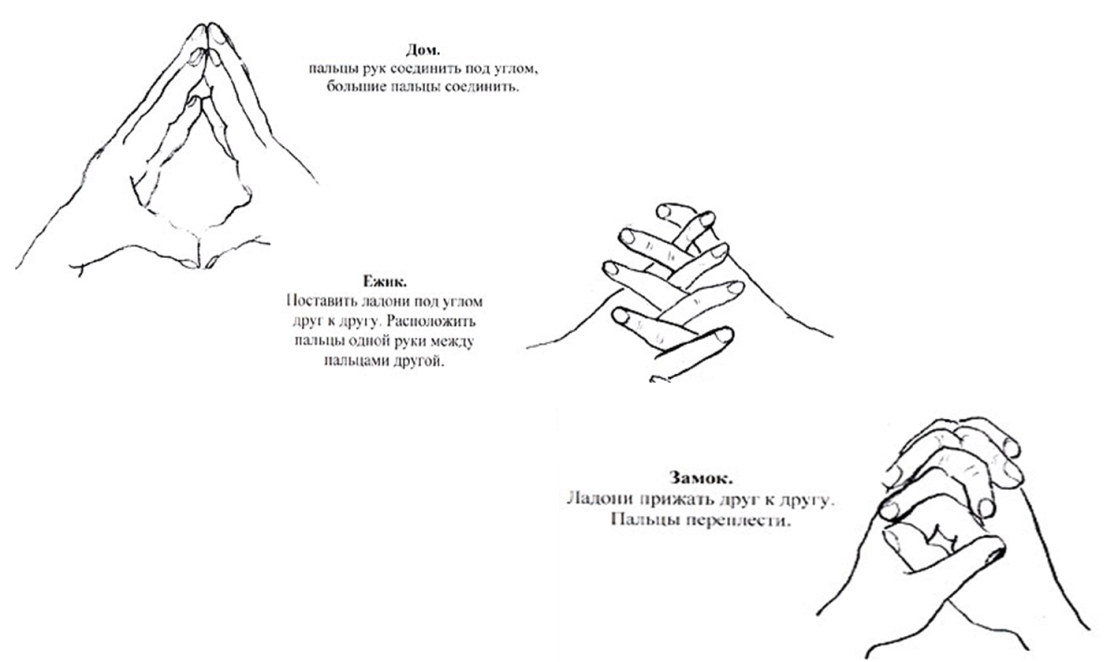 Дом.
пальцы рук соединить под углом,
большие пальцы соединить.
Ежик.
Поставить ладони под углом
друг к другу. Расположить
пальцы одной руки между
пальцами другой.
Замок.
Ладони прижать друг к другу.
Пальцы переплести.